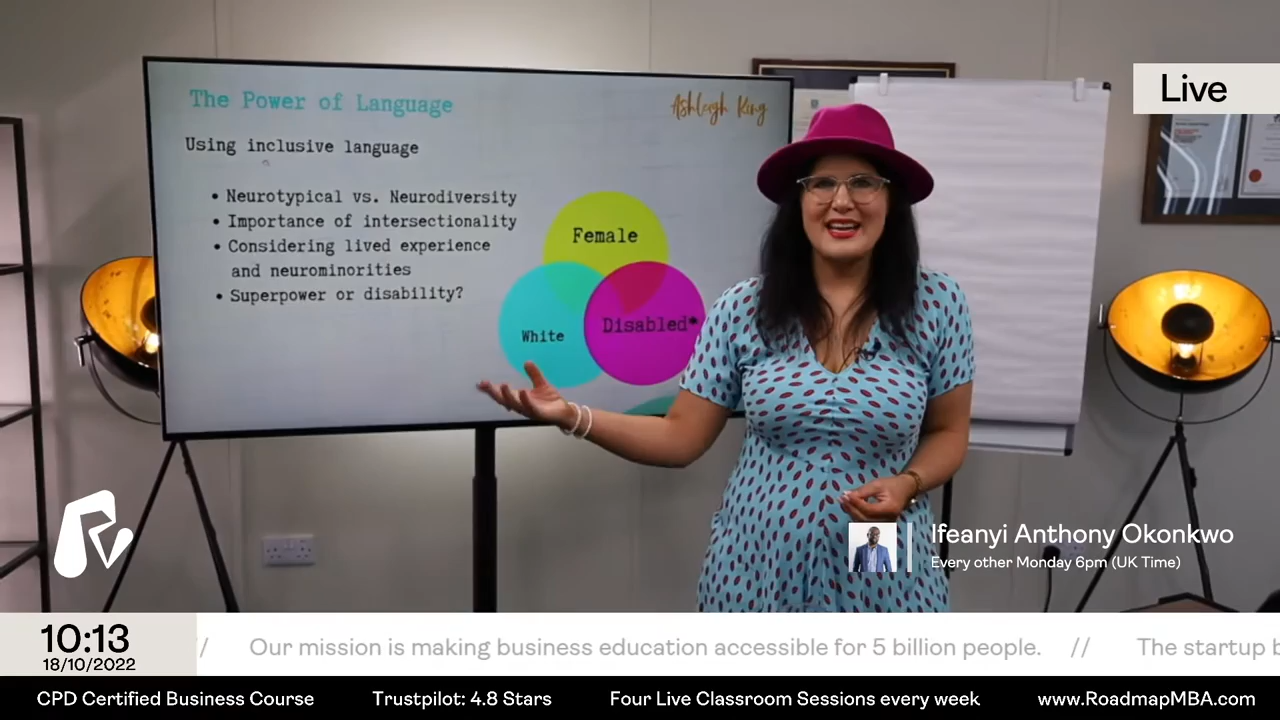 The Power of Language
Ashleigh King
Using inclusive language
• Neurotypical vs. Neurodiversity
• Importance of intersectionality
• Considering lived experience
and neurominorities
• Superpower or disability?
Female
White
Disabled*
Live
Ifeanyi Anthony Okonkwo
Every other Monday 6pm (UK Time)
10:13
18/10/2022
// Our mission is making business education accessible for 5 billion people. // The startup
CPD Certified Business Course Trustpilot: 4.8 Stars Four Live Classroom Sessions every week www.RoadmapMBA.com